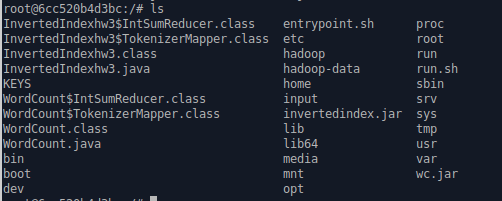 root@6cc520b4d3bc:/# ls
InvertedIndexhw3$IntSumReducer.class entrypoint.sh proc
InvertedIndexhw3$TokenizerMapper.class etc root
InvertedIndexhw3.class hadoop run
InvertedIndexhw3.java hadoop-data run.sh
KEYS home sbin
WordCount$IntSumReducer.class input srv
WordCount$TokenizerMapper.class invertedindex.jar sys
WordCount.class lib tmp
WordCount.java lib64 usr
bin media var
boot mnt wc.jar
dev opt
root@6cc520b4d3bc:/#